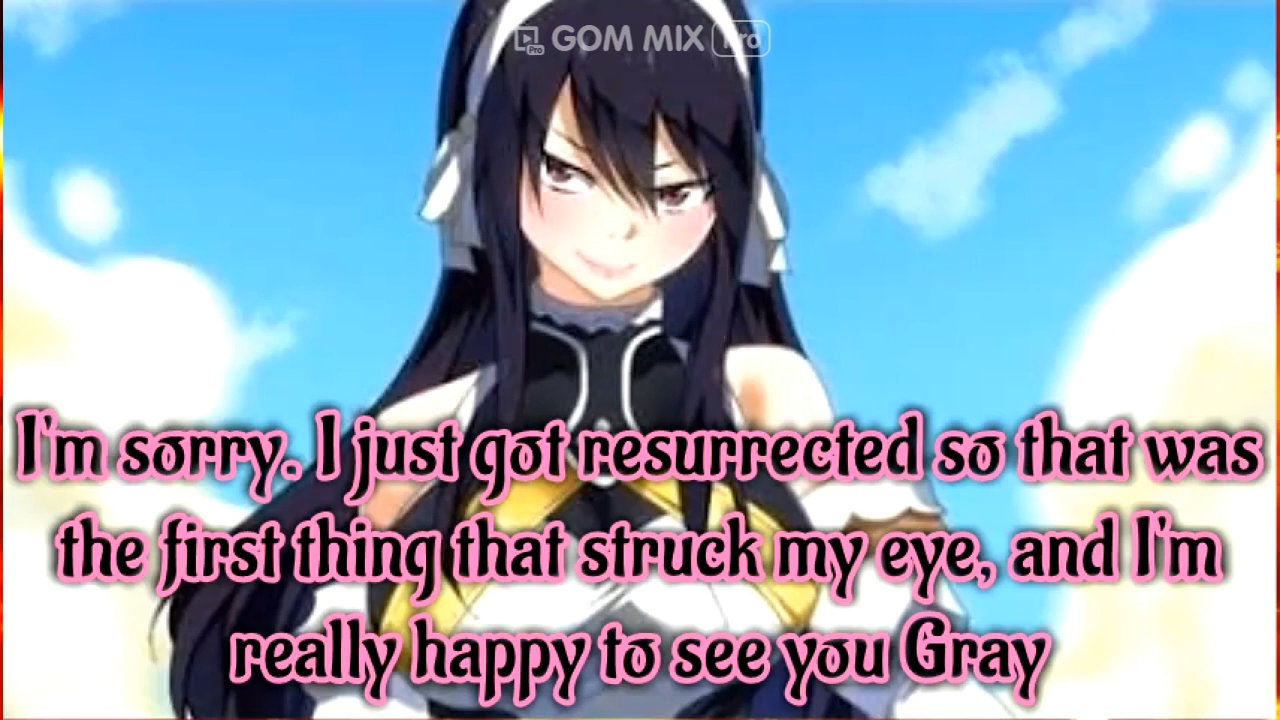 GOM MIX Pro
I'm sorry. I just got resurrected so that was
the first thing that struck my eye, and I'm
really happy to see you Gray